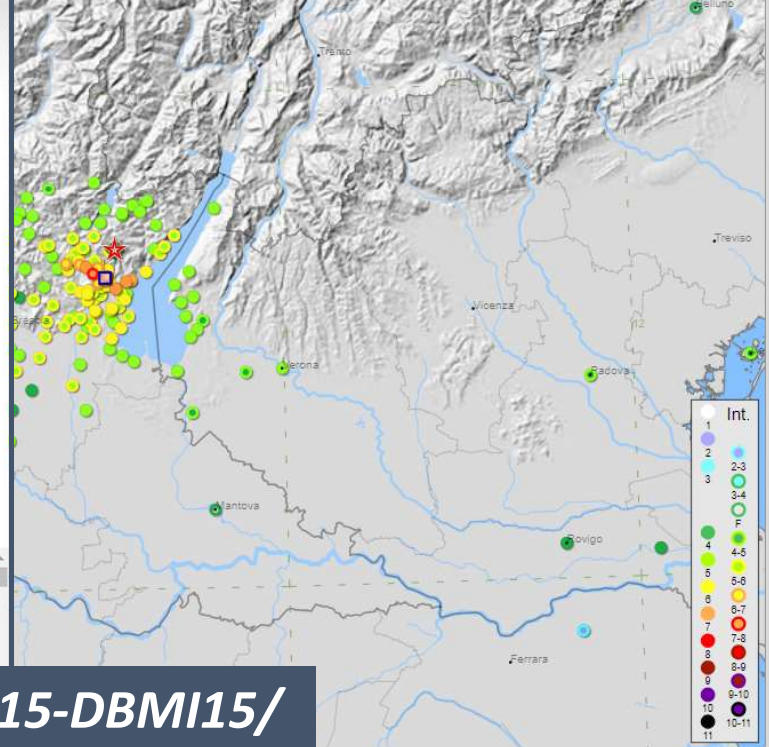 Belluno
Trento
Treviso
Vicenza
12
Brescia
Verona
Padova
Int.
1
2
2-3
3
3-4
F
4
4-5
5
5-6
6
6-7
7
7-8
8
8-9
9
9-10
10
10-11
11
Mantova
Rovigo
Ferrara
15-DBMI15/